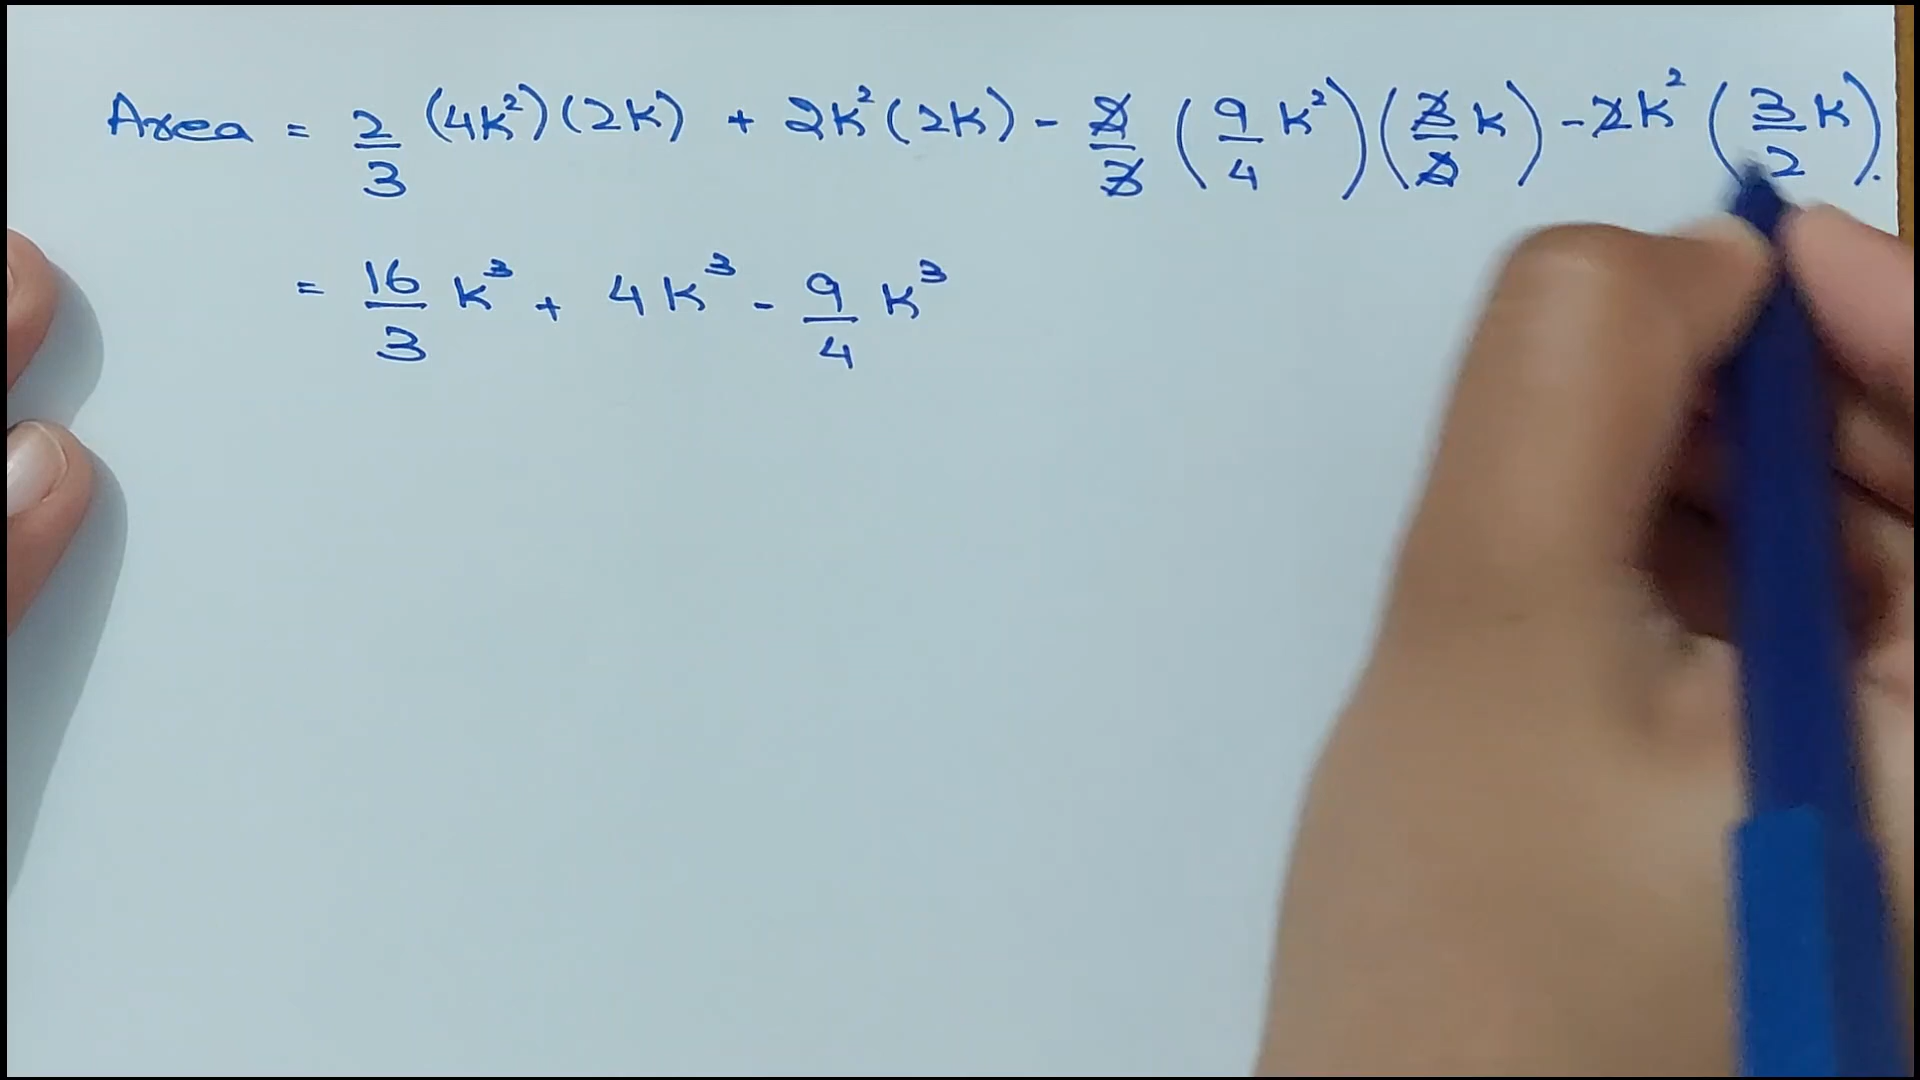 Area = 2/3 (4K²)(2K) + 2K²(2K) - 2/3 (9/4 K²)(3/2 K) - 2K² (3/2 K).
= 16/3 K³ + 4K³ - 9/4 K³